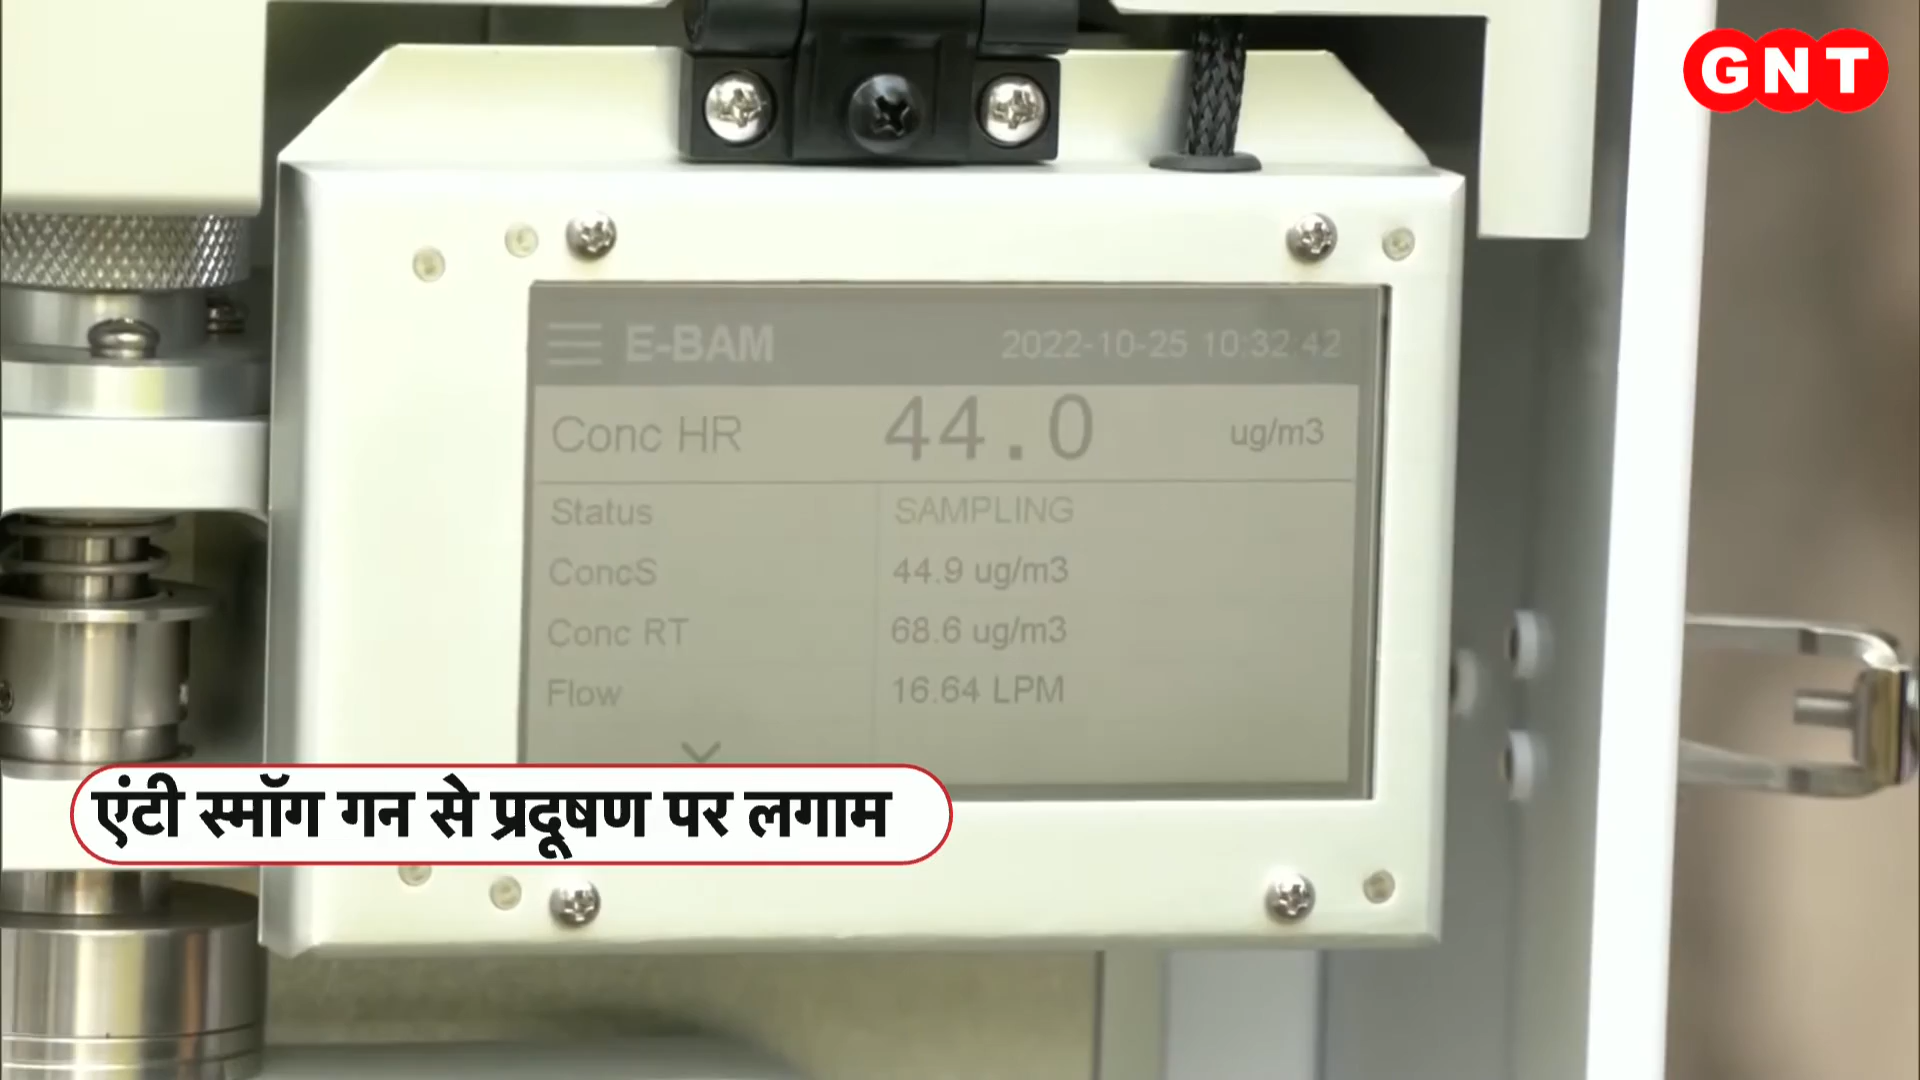 GNT
E-BAM 2022-10-25 10:32:42
Conc HR 44.0 ug/m3
Status SAMPLING
ConcS 44.9 ug/m3
Conc RT 68.6 ug/m3
Flow 16.64 LPM
एंटी स्मॉग गन से प्रदूषण पर लगाम